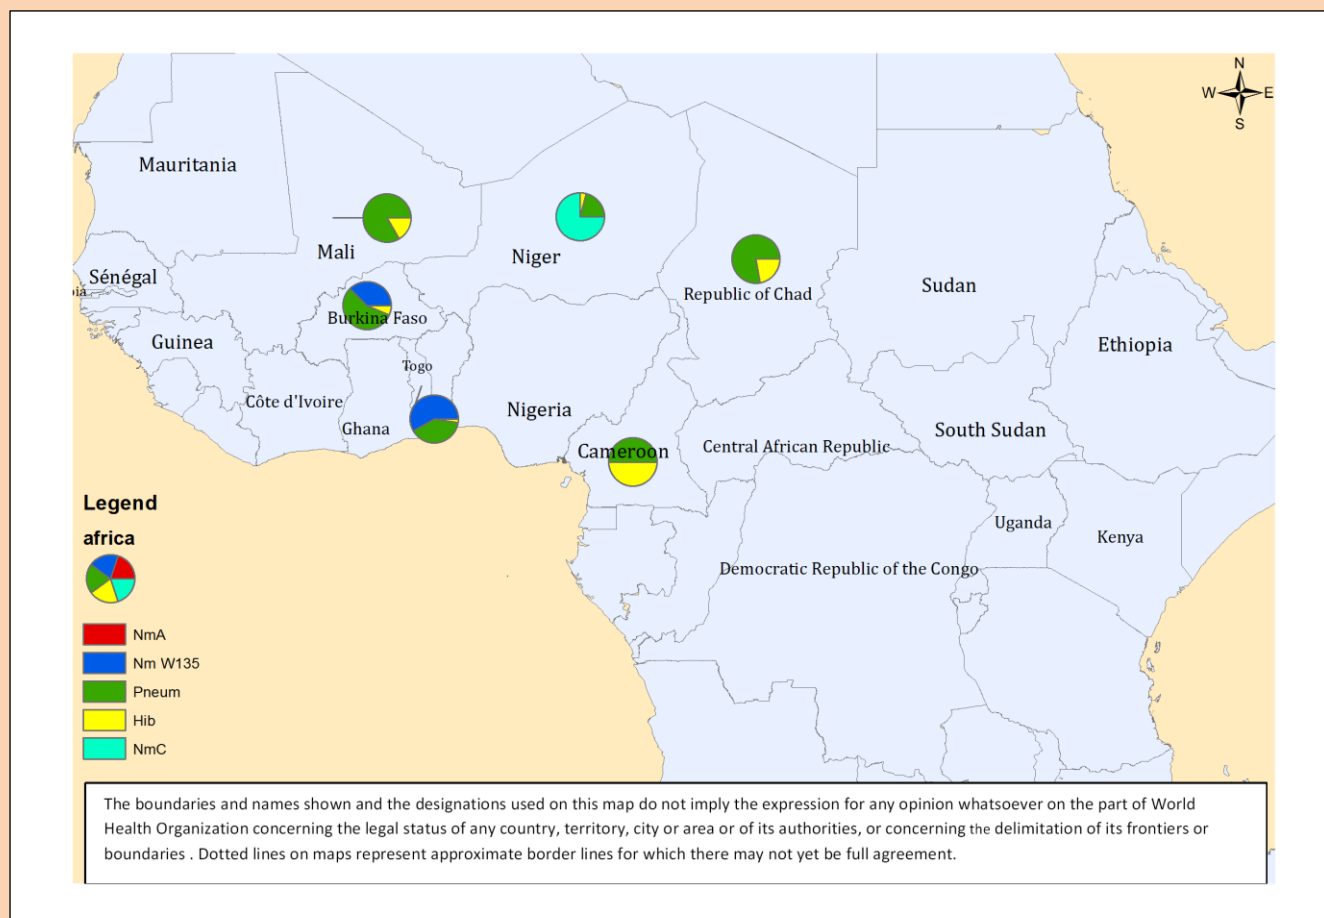 N
W E
S
Mauritania
Mali
Niger
Sénégal
Republic of Chad
Sudan
Burkina Faso
Guinea
Ethiopia
Togo
Côte d'Ivoire
Ghana
Nigeria
Cameroon
Central African Republic
South Sudan
Uganda
Kenya
Democratic Republic of the Congo
Legend
africa
NmA
Nm W135
Pneum
Hib
NmC
The boundaries and names shown and the designations used on this map do not imply the expression for any opinion whatsoever on the part of World
Health Organization concerning the legal status of any country, territory, city or area or of its authorities, or concerning the delimitation of its frontiers or
boundaries . Dotted lines on maps represent approximate border lines for which there may not yet be full agreement.